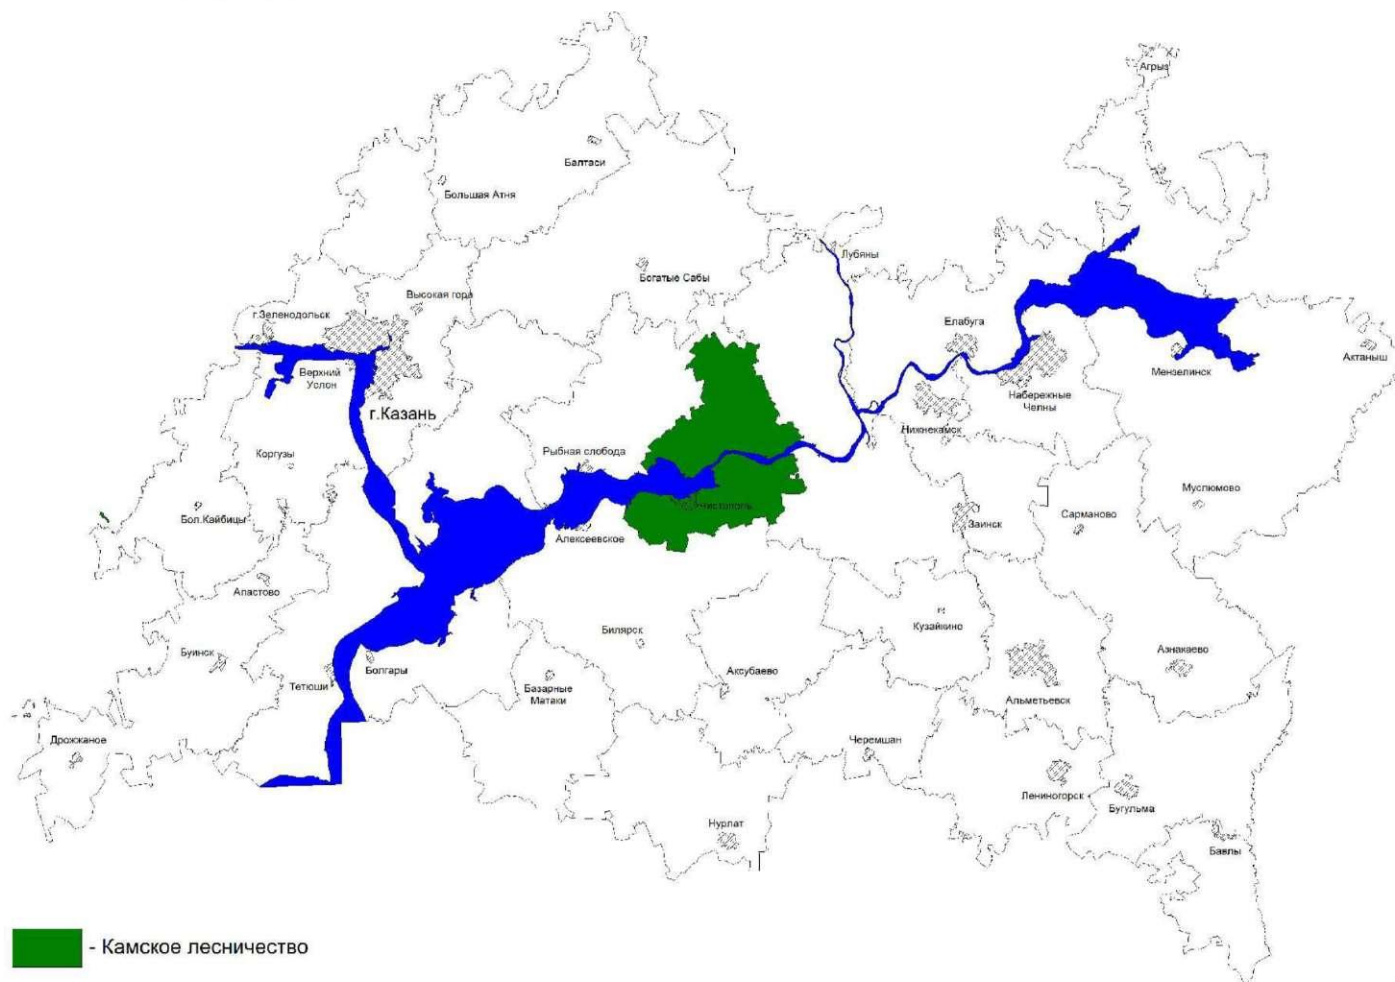 Агрыз
Балтаси
Большая Атня
Лубяны
Богатые Сабы
Высокая гора
г.Зеленодольск
Елабуга
Актаныш
Верхний
Услон
Мензелинск
Набережные
Челны
г.Казань
Нижнекамск
Рыбная слобода
Коргузы
Муслюмово
Чистополь
Бол.Кайбицы
Сарманово
Заинск
Алексеевское
Апастово
Кузайкино
Билярск
Буинск
Азнакаево
Болгары
Аксубаево
Тетюши
Базарные
Матаки
Альметьевск
Дрожжаное
Черемшан
Лениногорск
Бугульма
Нурлат
Бавлы
- Камское лесничество